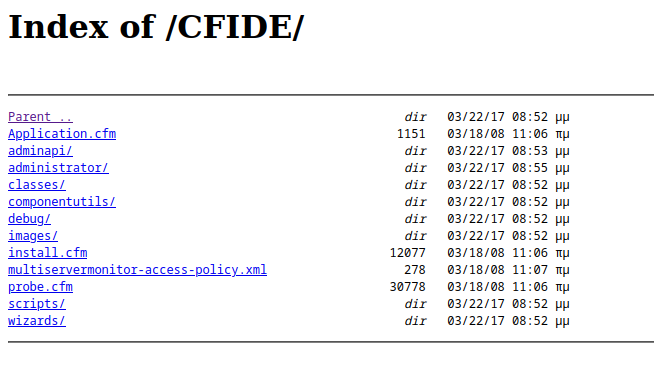 Index of /CFIDE/
Parent .. dir 03/22/17 08:52 μμ
Application.cfm 1151 03/18/08 11:06 πμ
adminapi/ dir 03/22/17 08:53 μμ
administrator/ dir 03/22/17 08:55 μμ
classes/ dir 03/22/17 08:52 μμ
componentutils/ dir 03/22/17 08:52 μμ
debug/ dir 03/22/17 08:52 μμ
images/ dir 03/22/17 08:52 μμ
install.cfm 12077 03/18/08 11:06 πμ
multiservermonitor-access-policy.xml 278 03/18/08 11:07 πμ
probe.cfm 30778 03/18/08 11:06 πμ
scripts/ dir 03/22/17 08:52 μμ
wizards/ dir 03/22/17 08:52 μμ